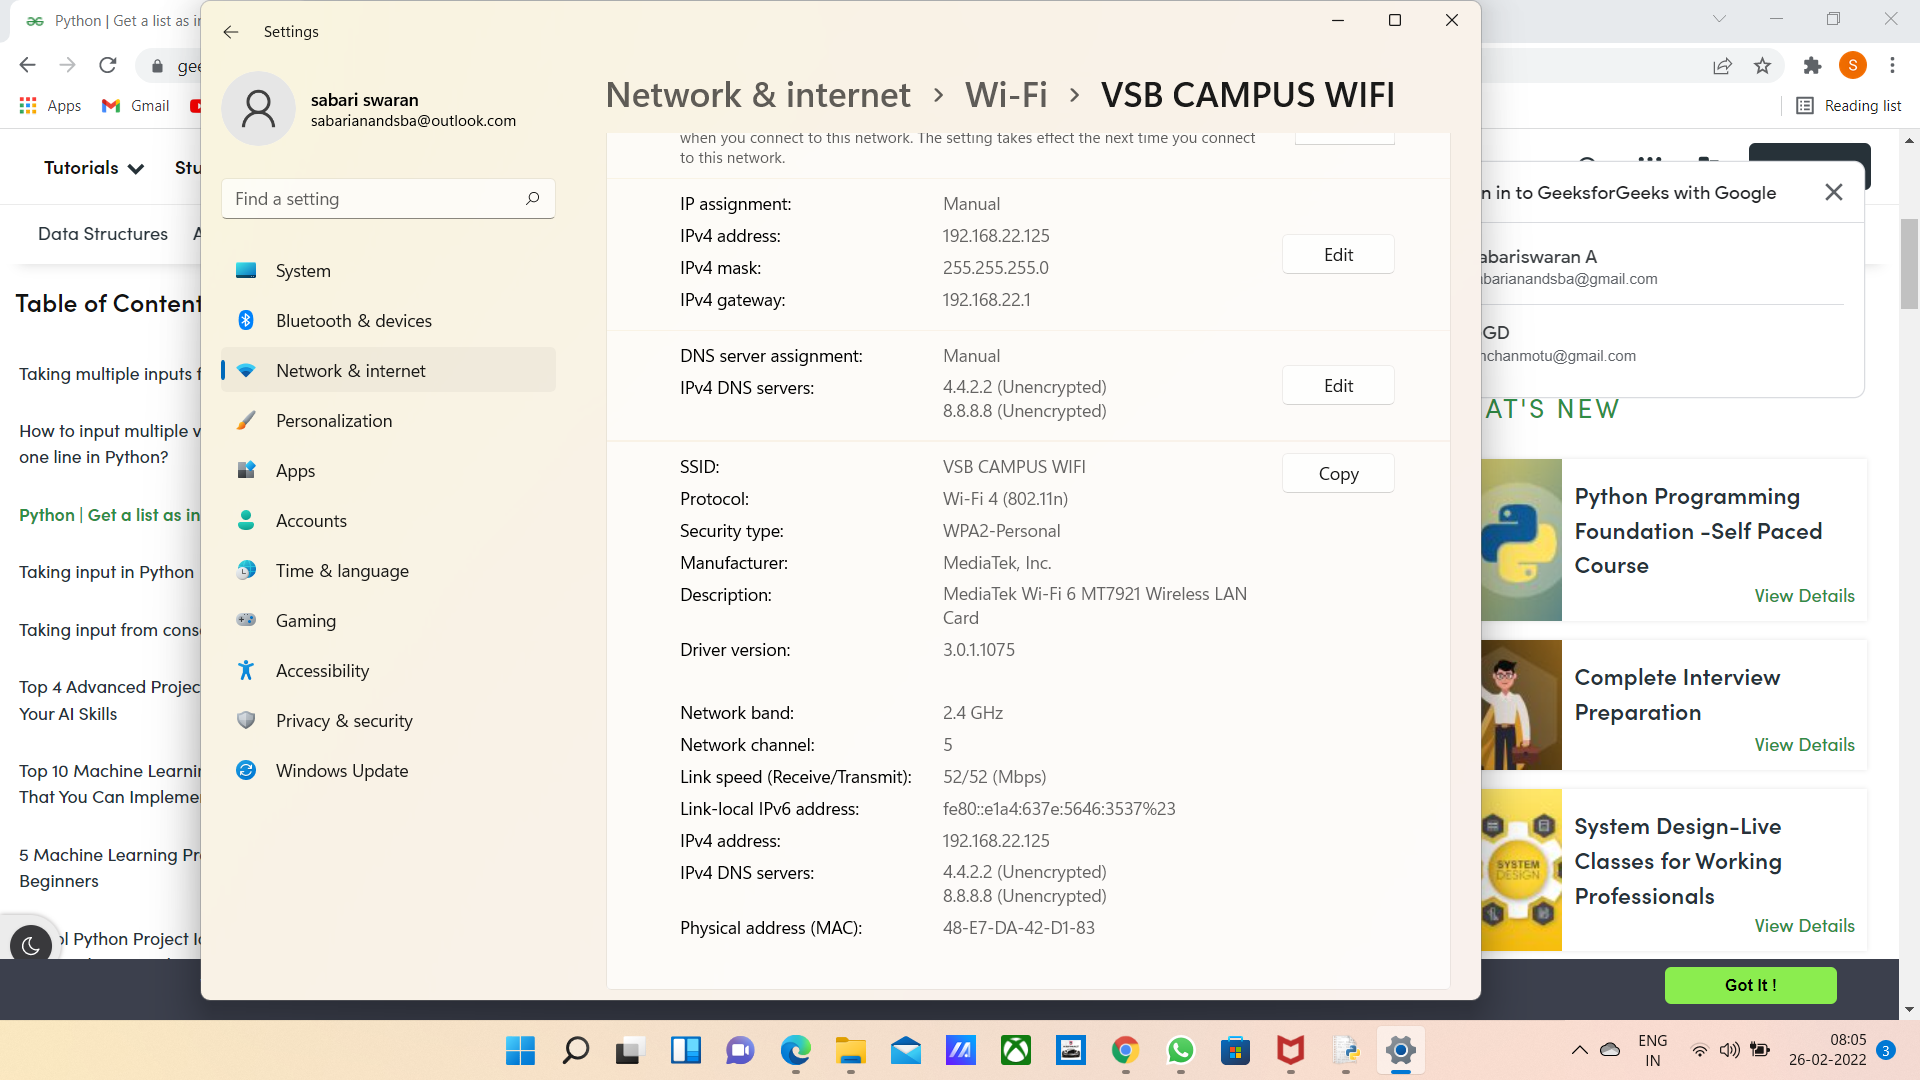 Python | Get a list as in
Settings
gee
Apps
Gmail
S
Reading list
sabari swaran
sabarianandsba@outlook.com
Network & internet > Wi-Fi > VSB CAMPUS WIFI
Find a setting
System
Bluetooth & devices
Network & internet
Personalization
Apps
Accounts
Time & language
Gaming
Accessibility
Privacy & security
Windows Update
when you connect to this network. The setting takes effect the next time you connect
to this network.
IP assignment: Manual
IPv4 address: 192.168.22.125
IPv4 mask: 255.255.255.0
IPv4 gateway: 192.168.22.1
Edit
DNS server assignment: Manual
IPv4 DNS servers: 4.4.2.2 (Unencrypted)
8.8.8.8 (Unencrypted)
Edit
SSID: VSB CAMPUS WIFI
Copy
Protocol: Wi-Fi 4 (802.11n)
Security type: WPA2-Personal
Manufacturer: MediaTek, Inc.
Description: MediaTek Wi-Fi 6 MT7921 Wireless LAN
Card
Driver version: 3.0.1.1075
Network band: 2.4 GHz
Network channel: 5
Link speed (Receive/Transmit): 52/52 (Mbps)
Link-local IPv6 address: fe80::e1a4:637e:5646:3537%23
IPv4 address: 192.168.22.125
IPv4 DNS servers: 4.4.2.2 (Unencrypted)
8.8.8.8 (Unencrypted)
Physical address (MAC): 48-E7-DA-42-D1-83
Tutorials
Stu
Data Structures
A
Table of Content
Taking multiple inputs f
How to input multiple v
one line in Python?
Python | Get a list as in
Taking input in Python
Taking input from conso
Top 4 Advanced Projec
Your AI Skills
Top 10 Machine Learnin
That You Can Implemen
5 Machine Learning Pro
Beginners
ol Python Project Id
n in to GeeksforGeeks with Google
abariswaran A
abarianandsba@gmail.com
GD
nchanmotu@gmail.com
AT'S NEW
Python Programming
Foundation -Self Paced
Course
View Details
Complete Interview
Preparation
View Details
SYSTEM
DESIGN
System Design-Live
Classes for Working
Professionals
View Details
Got It !
ENG
IN
08:05
26-02-2022
3